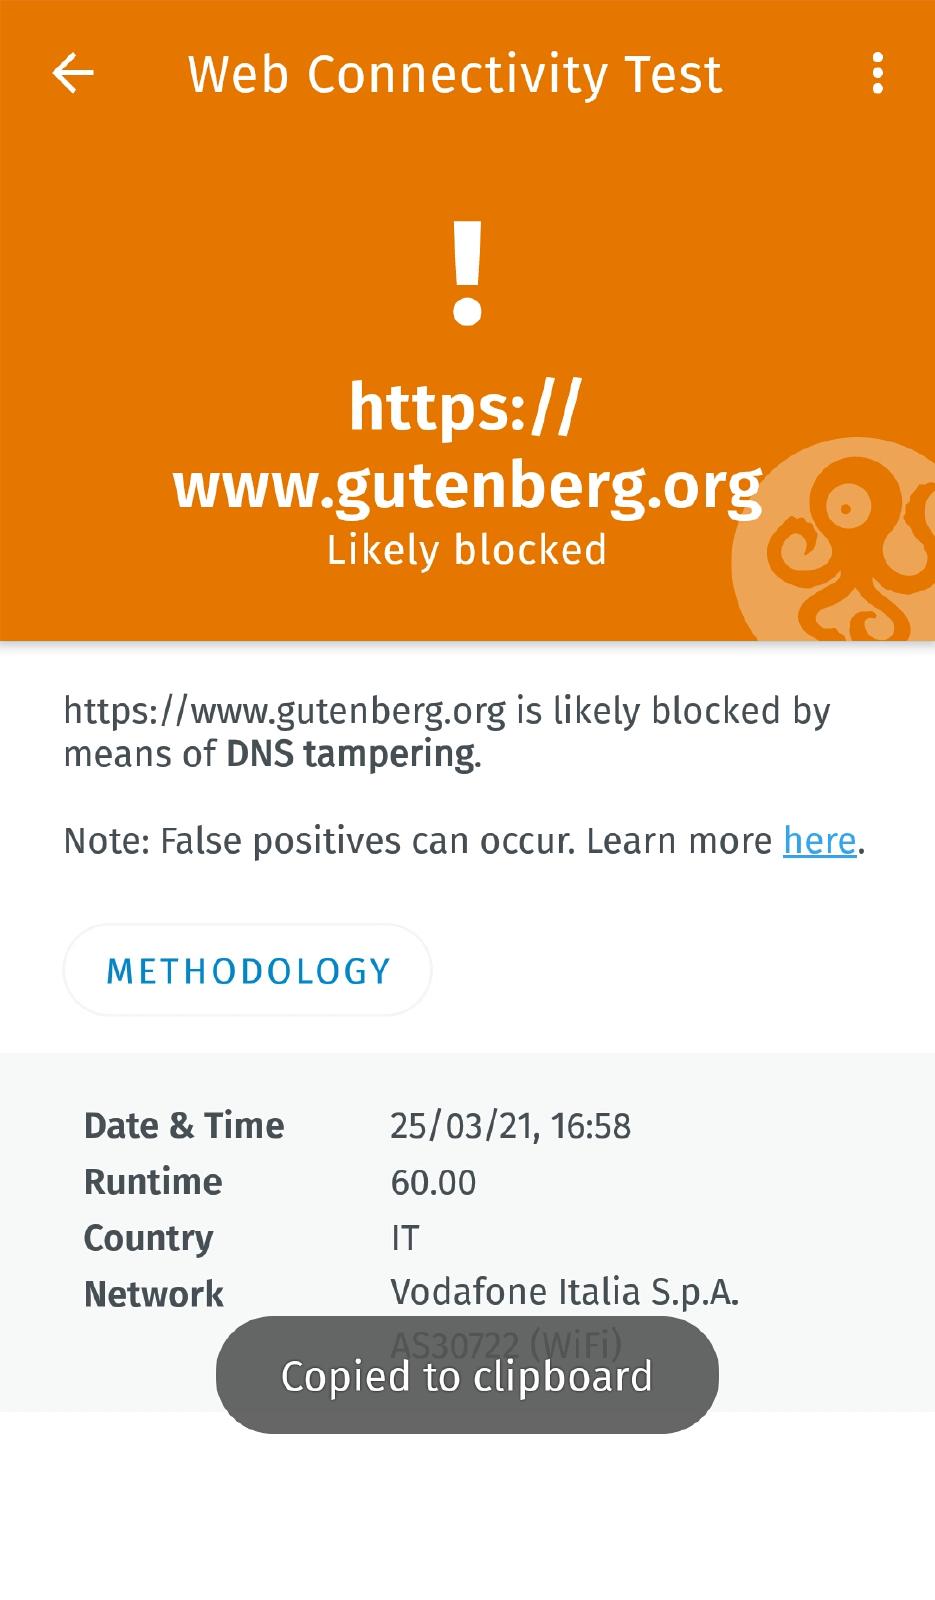 Web Connectivity Test
!
https://
www.gutenberg.org
Likely blocked
https://www.gutenberg.org is likely blocked by
means of DNS tampering.
Note: False positives can occur. Learn more here.
METHODOLOGY
Date & Time 25/03/21, 16:58
Runtime 60.00
Country IT
Network Vodafone Italia S.p.A.
AS30722 (WiFi)
Copied to clipboard